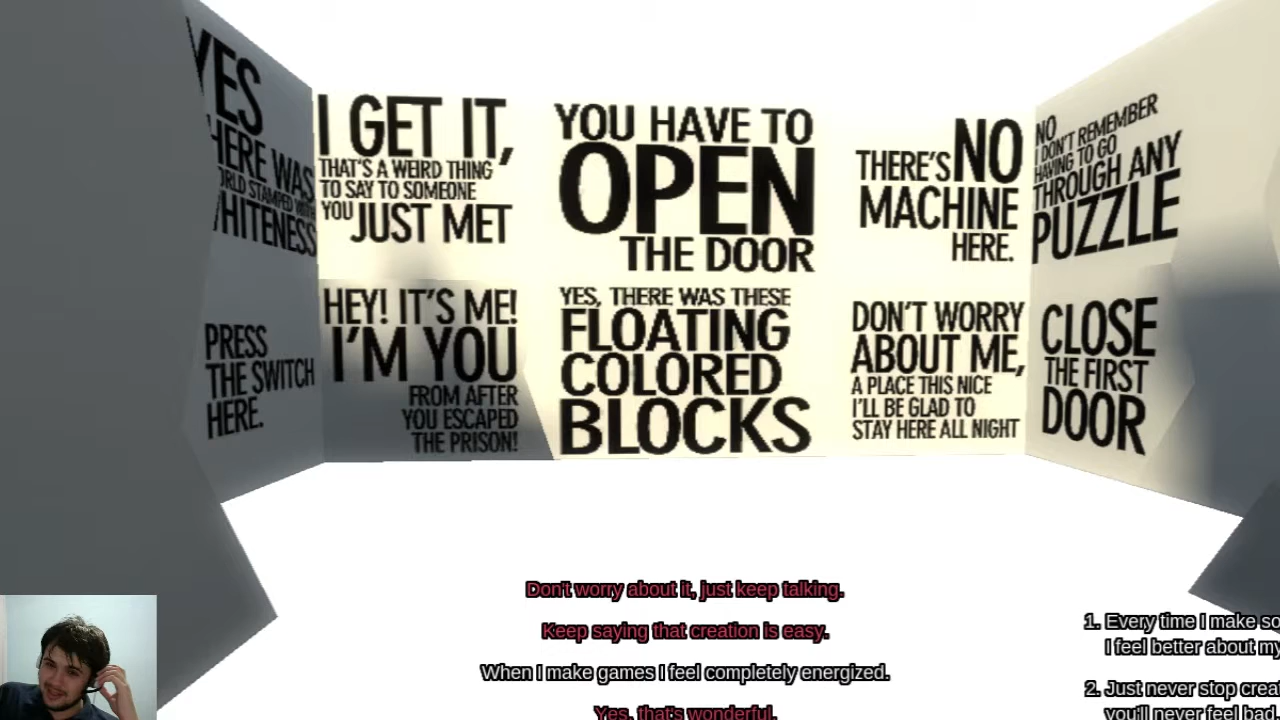 YES
HERE WAS
WHITENESS
PRESS
THE SWITCH
HERE.
I GET IT,
THAT'S A WEIRD THING
TO SAY TO SOMEONE
YOU JUST MET
HEY! IT'S ME!
I'M YOU
FROM AFTER
YOU ESCAPED
THE PRISON!
YOU HAVE TO
OPEN
THE DOOR
YES, THERE WAS THESE
FLOATING
COLORED
BLOCKS
THERE'S NO
MACHINE
HERE.
DON'T WORRY
ABOUT ME,
A PLACE THIS NICE
I'LL BE GLAD TO
STAY HERE ALL NIGHT
NO
I DON'T REMEMBER
HAVING TO GO
THROUGH ANY
PUZZLE
CLOSE
THE FIRST
DOOR
Don't worry about it, just keep talking.
Keep saying that creation is easy.
When I make games I feel completely energized.
Yes, that's wonderful.
1. Every time I make so
I feel better about my
2. Just never stop creat
you'll never feel bad